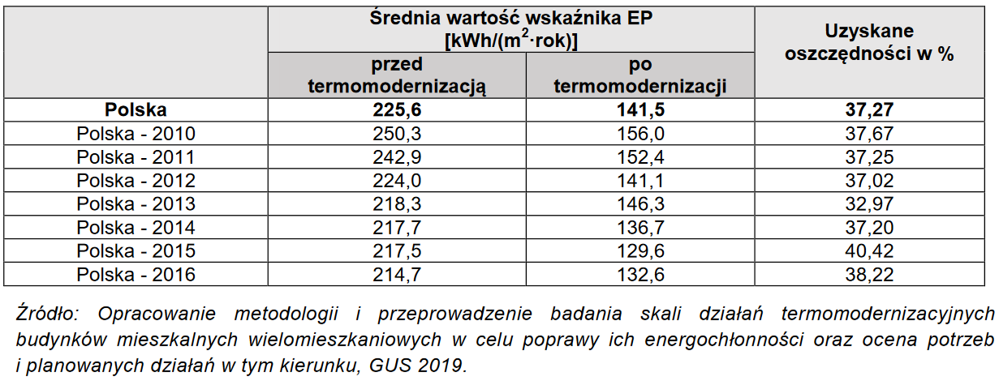 Średnia wartość wskaźnika EP
[kWh/(m²·rok)]
Uzyskane
oszczędności w %
przed
termomodernizacją
po
termomodernizacji
Polska 225,6 141,5 37,27
Polska - 2010 250,3 156,0 37,67
Polska - 2011 242,9 152,4 37,25
Polska - 2012 224,0 141,1 37,02
Polska - 2013 218,3 146,3 32,97
Polska - 2014 217,7 136,7 37,20
Polska - 2015 217,5 129,6 40,42
Polska - 2016 214,7 132,6 38,22
Źródło: Opracowanie metodologii i przeprowadzenie badania skali działań termomodernizacyjnych
budynków mieszkalnych wielomieszkaniowych w celu poprawy ich energochłonności oraz ocena potrzeb
i planowanych działań w tym kierunku, GUS 2019.